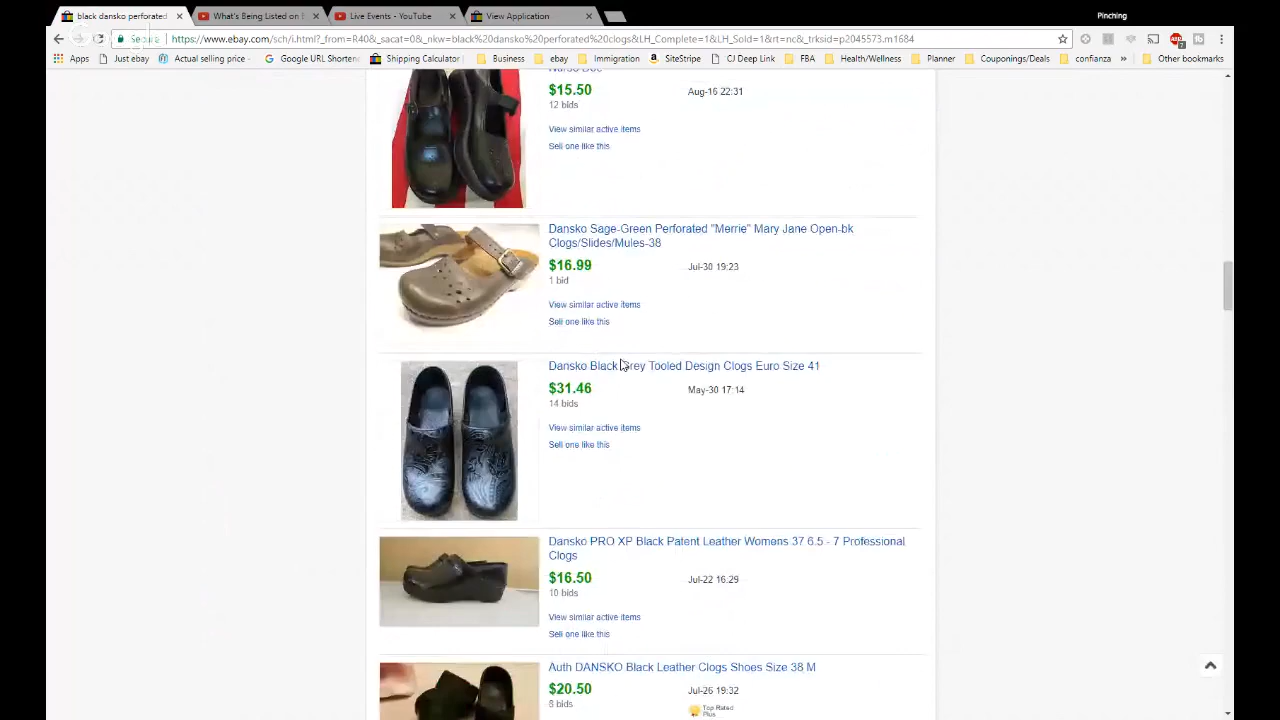 black dansko perforated
What's Being Listed on
Live Events - YouTube
View Application
Pinching
Secure
https://www.ebay.com/sch/i.html?_from=R40&_sacat=0&_nkw=black%20dansko%20perforated%20clogs&LH_Complete=1&LH_Sold=1&rt=nc&_trksid=p2045573.m1684
Apps
Just ebay
Actual selling price -
Google URL Shorten
Shipping Calculator |
Business
ebay
Immigration
SiteStripe
CJ Deep Link
FBA
Health/Wellness
Planner
Couponing/Deals
confianza
»
Other bookmarks
$15.50
Aug-16 22:31
12 bids
View similar active items
Sell one like this
Dansko Sage-Green Perforated "Merrie" Mary Jane Open-bk
Clogs/Slides/Mules-38
$16.99
Jul-30 19:23
1 bid
View similar active items
Sell one like this
Dansko Black Grey Tooled Design Clogs Euro Size 41
$31.46
May-30 17:14
14 bids
View similar active items
Sell one like this
Dansko PRO XP Black Patent Leather Womens 37 6.5 - 7 Professional
Clogs
$16.50
Jul-22 16:29
10 bids
View similar active items
Sell one like this
Auth DANSKO Black Leather Clogs Shoes Size 38 M
$20.50
Jul-26 19:32
bids
Top Rated
Plus